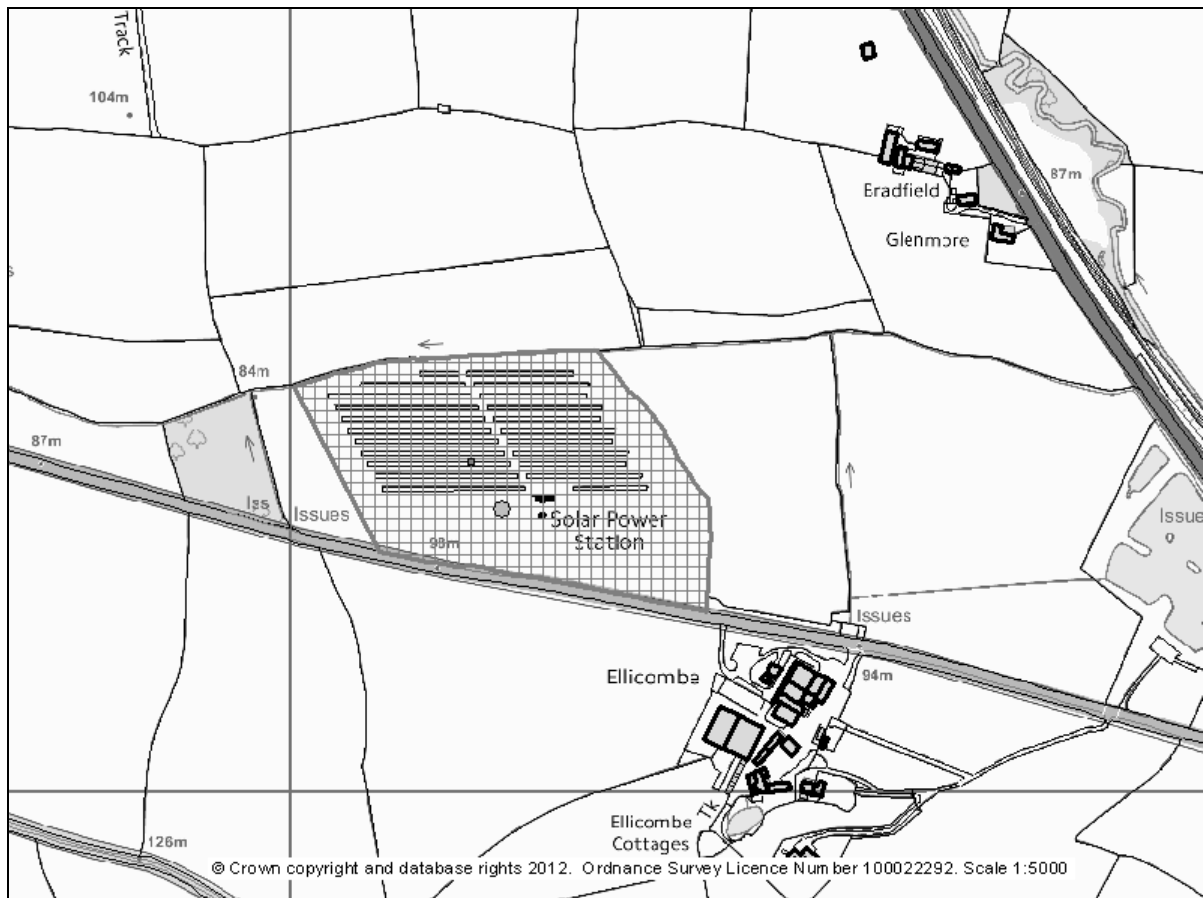 Track
104m
Bradfield
87m
Glenmore
84m
87m
Iss
Issues
98m
Solar Power
Station
Issue
Issues
Ellicombe
94m
Tk
Ellicombe
Cottages
126m
© Crown copyright and database rights 2012. Ordnance Survey Licence Number 100022292. Scale 1:5000